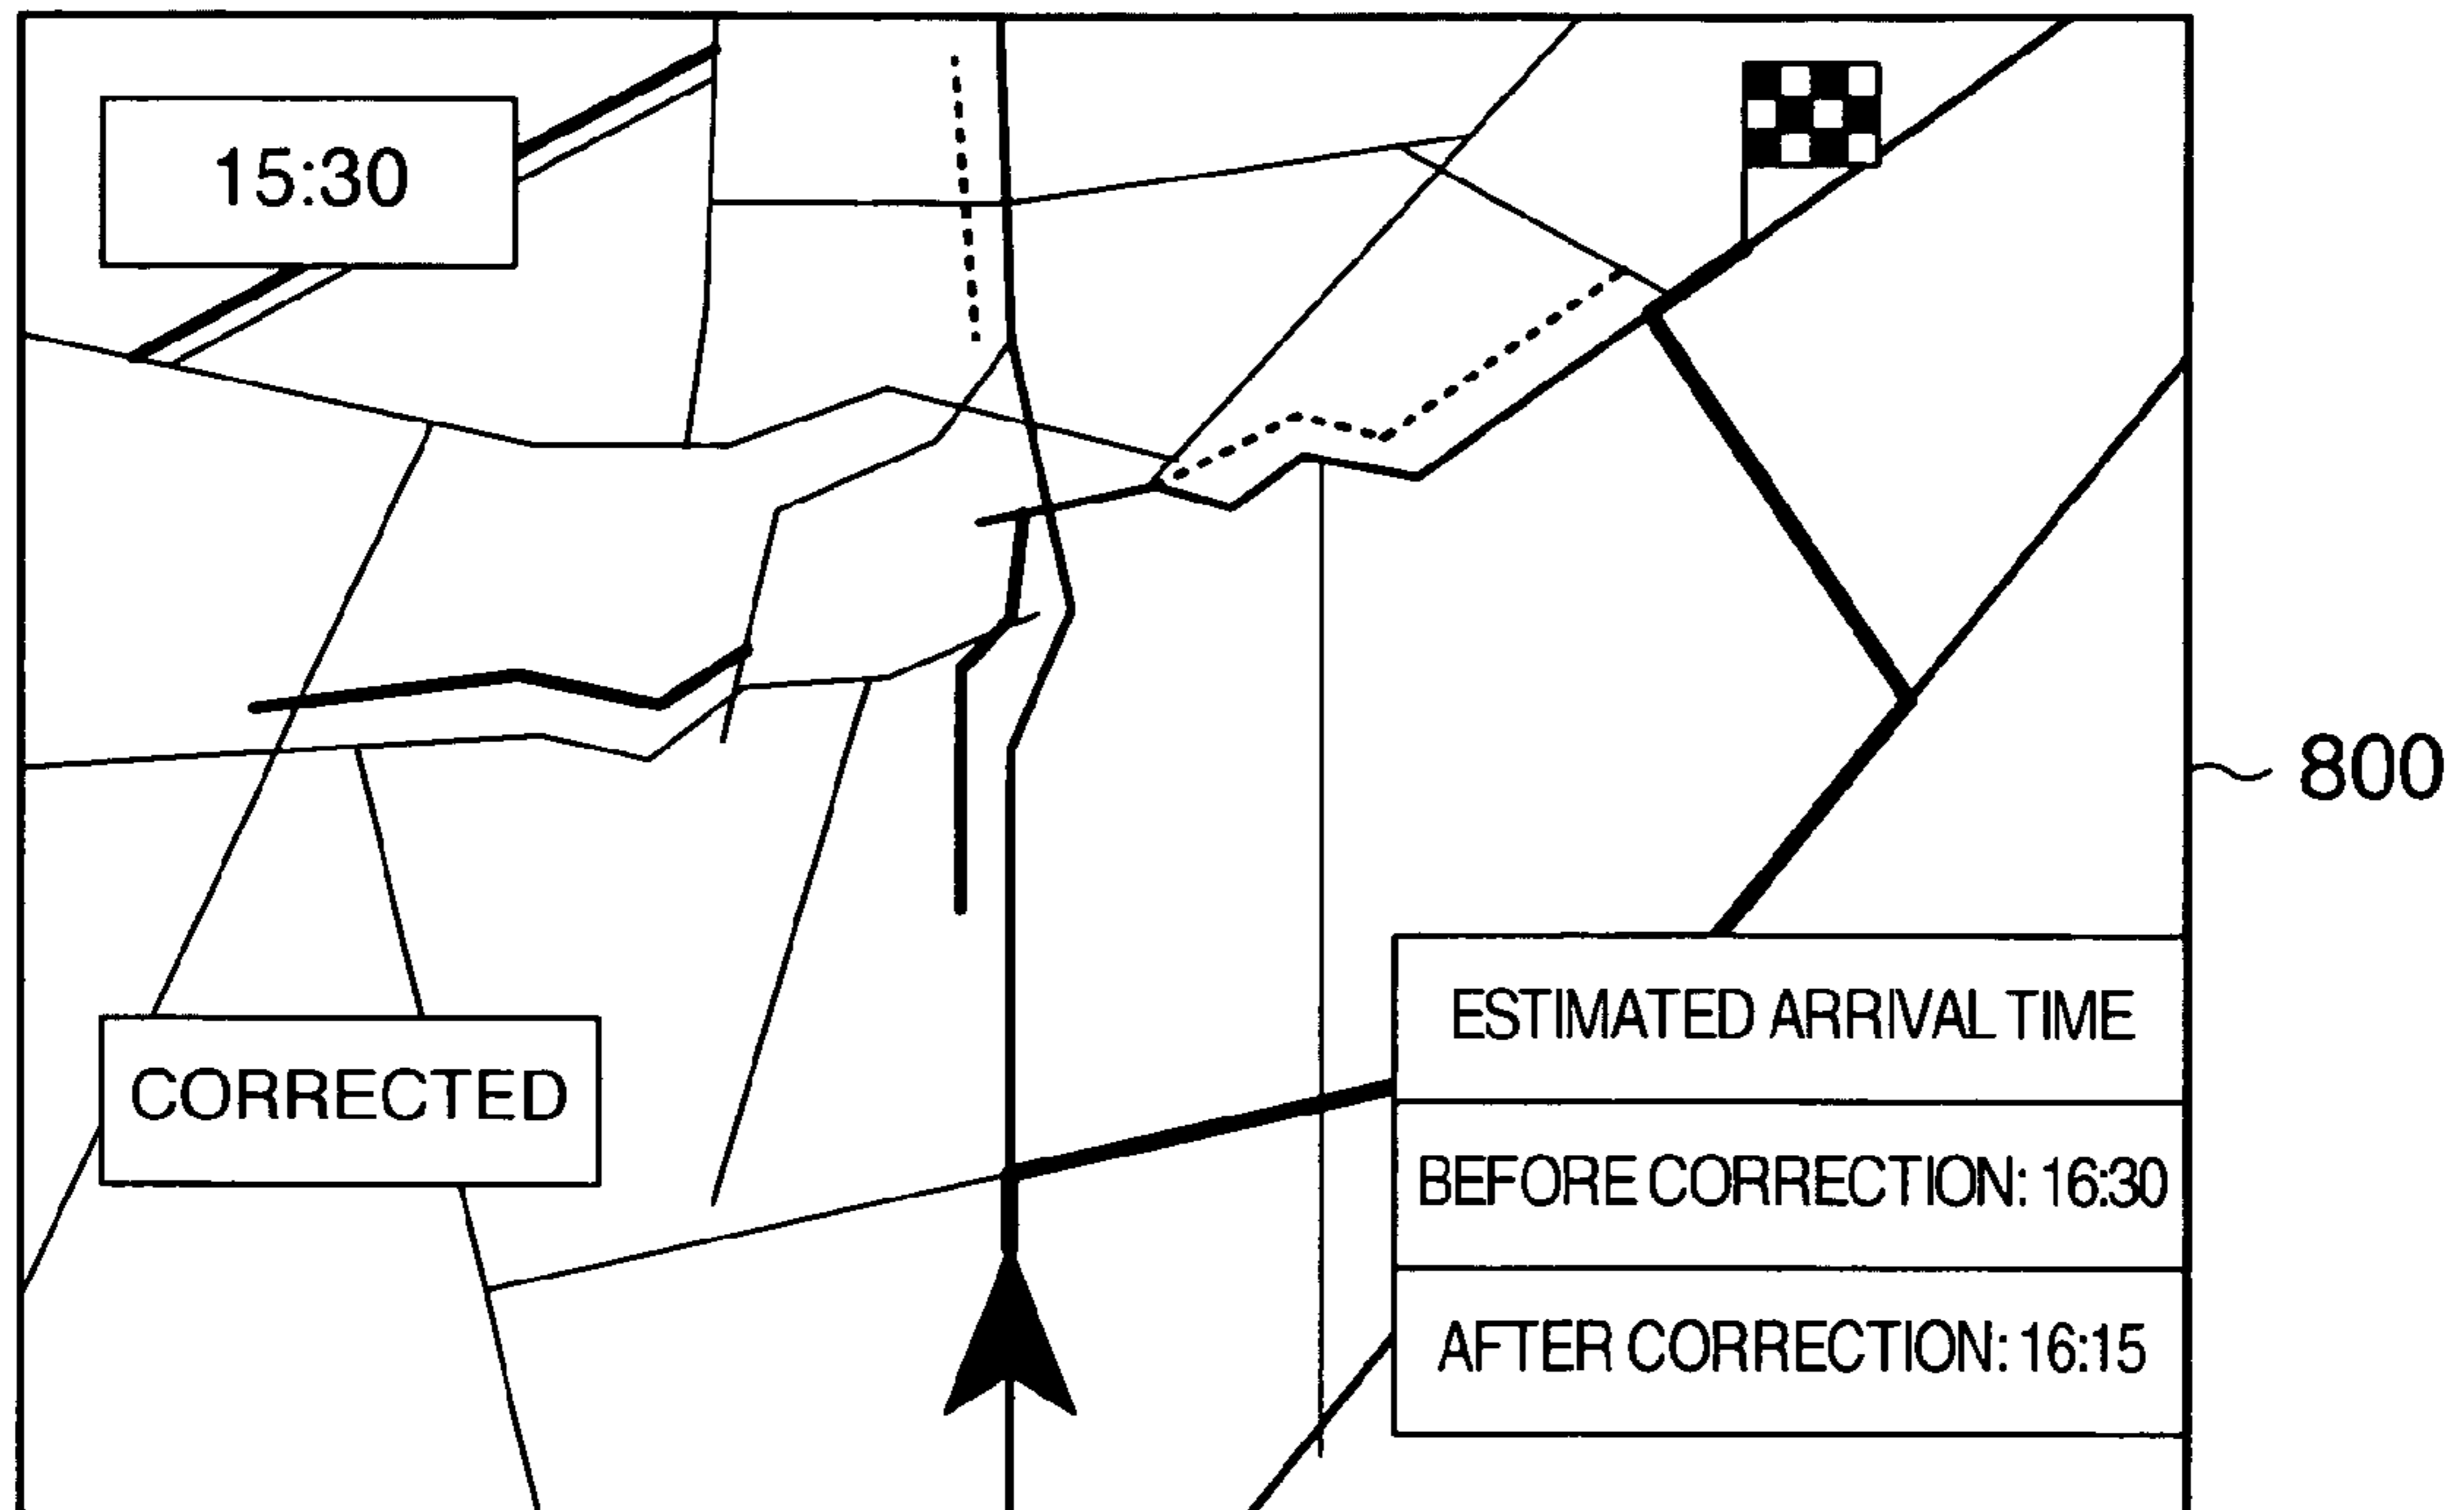 15:30
800
CORRECTED
ESTIMATED ARRIVAL TIME
BEFORE CORRECTION: 16:30
AFTER CORRECTION: 16:15